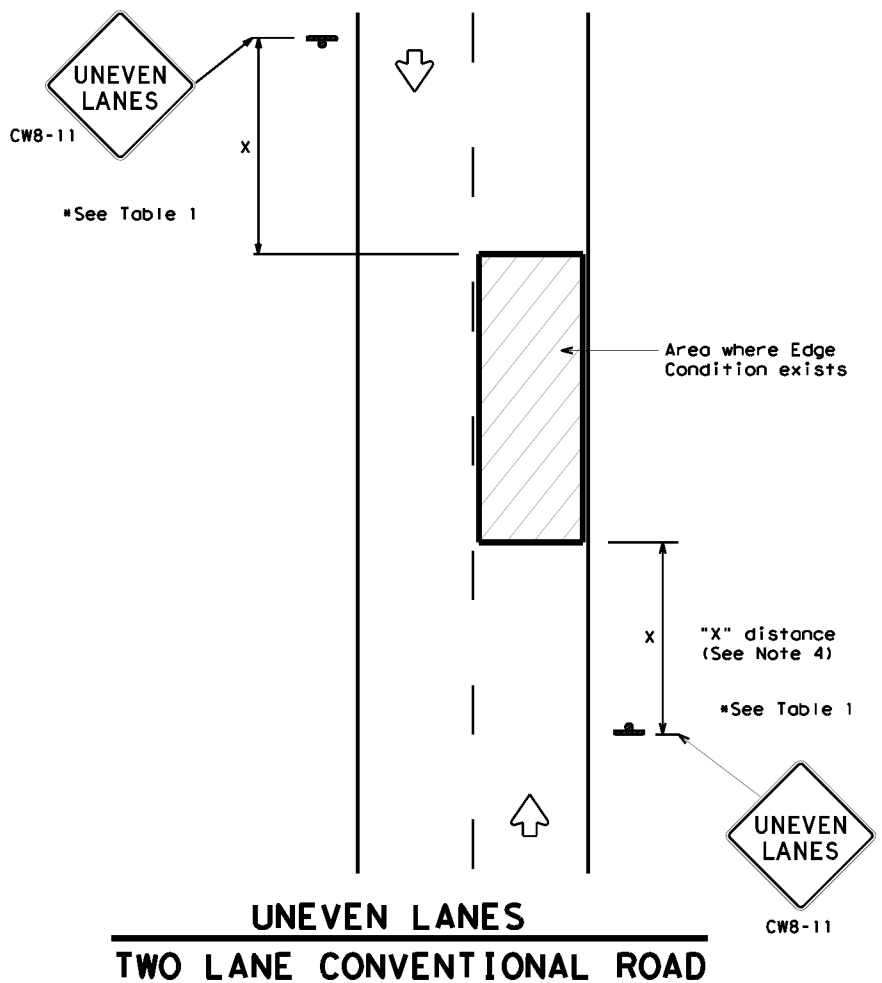 UNEVEN
LANES
CW8-11
X
*See Table 1
Area where Edge
Condition exists
X
"X" distance
(See Note 4)
*See Table 1
UNEVEN
LANES
CW8-11
UNEVEN LANES
TWO LANE CONVENTIONAL ROAD